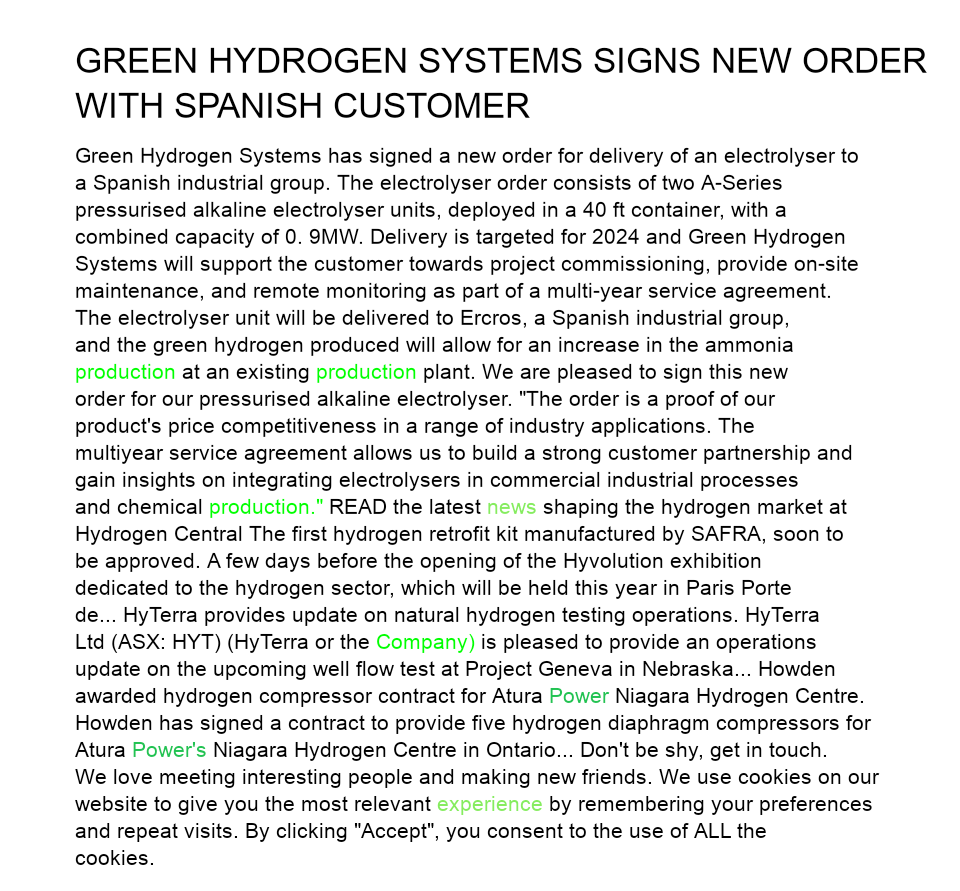 GREEN HYDROGEN SYSTEMS SIGNS NEW ORDER
WITH SPANISH CUSTOMER
Green Hydrogen Systems has signed a new order for delivery of an electrolyser to
a Spanish industrial group. The electrolyser order consists of two A-Series
pressurised alkaline electrolyser units, deployed in a 40 ft container, with a
combined capacity of 0. 9MW. Delivery is targeted for 2024 and Green Hydrogen
Systems will support the customer towards project commissioning, provide on-site
maintenance, and remote monitoring as part of a multi-year service agreement.
The electrolyser unit will be delivered to Ercros, a Spanish industrial group,
and the green hydrogen produced will allow for an increase in the ammonia
production at an existing production plant. We are pleased to sign this new
order for our pressurised alkaline electrolyser. "The order is a proof of our
product's price competitiveness in a range of industry applications. The
multiyear service agreement allows us to build a strong customer partnership and
gain insights on integrating electrolysers in commercial industrial processes
and chemical production." READ the latest news shaping the hydrogen market at
Hydrogen Central The first hydrogen retrofit kit manufactured by SAFRA, soon to
be approved. A few days before the opening of the Hyvolution exhibition
dedicated to the hydrogen sector, which will be held this year in Paris Porte
de... HyTerra provides update on natural hydrogen testing operations. HyTerra
Ltd (ASX: HYT) (HyTerra or the Company) is pleased to provide an operations
update on the upcoming well flow test at Project Geneva in Nebraska... Howden
awarded hydrogen compressor contract for Atura Power Niagara Hydrogen Centre.
Howden has signed a contract to provide five hydrogen diaphragm compressors for
Atura Power's Niagara Hydrogen Centre in Ontario... Don't be shy, get in touch.
We love meeting interesting people and making new friends. We use cookies on our
website to give you the most relevant experience by remembering your preferences
and repeat visits. By clicking "Accept", you consent to the use of ALL the
cookies.